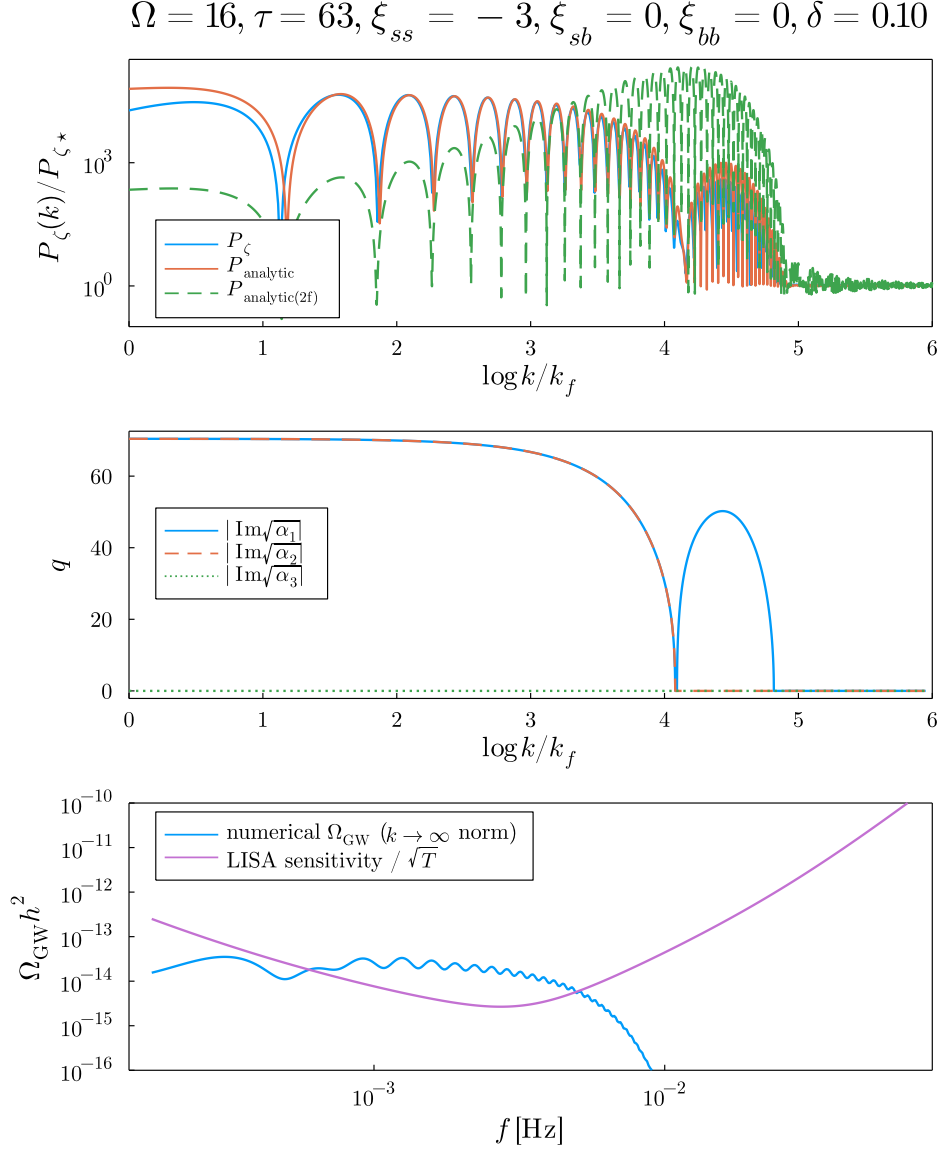 Ω = 16, τ = 63, ξ_ss = − 3, ξ_sb = 0, ξ_bb = 0, δ = 0.10
P_ζ(k)/P_ζ⋆
10^3
10^0
P_ζ
P_analytic
P_analytic(2f)
0 1 2 3 4 5 6
log k/k_f
q
60
40
20
0
| Im√α_1|
| Im√α_2|
| Im√α_3|
0 1 2 3 4 5 6
log k/k_f
Ω_GW h^2
10^−10
10^−11
10^−12
10^−13
10^−14
10^−15
10^−16
numerical Ω_GW (k → ∞ norm)
LISA sensitivity / √T
10^−3 10^−2
f [Hz]